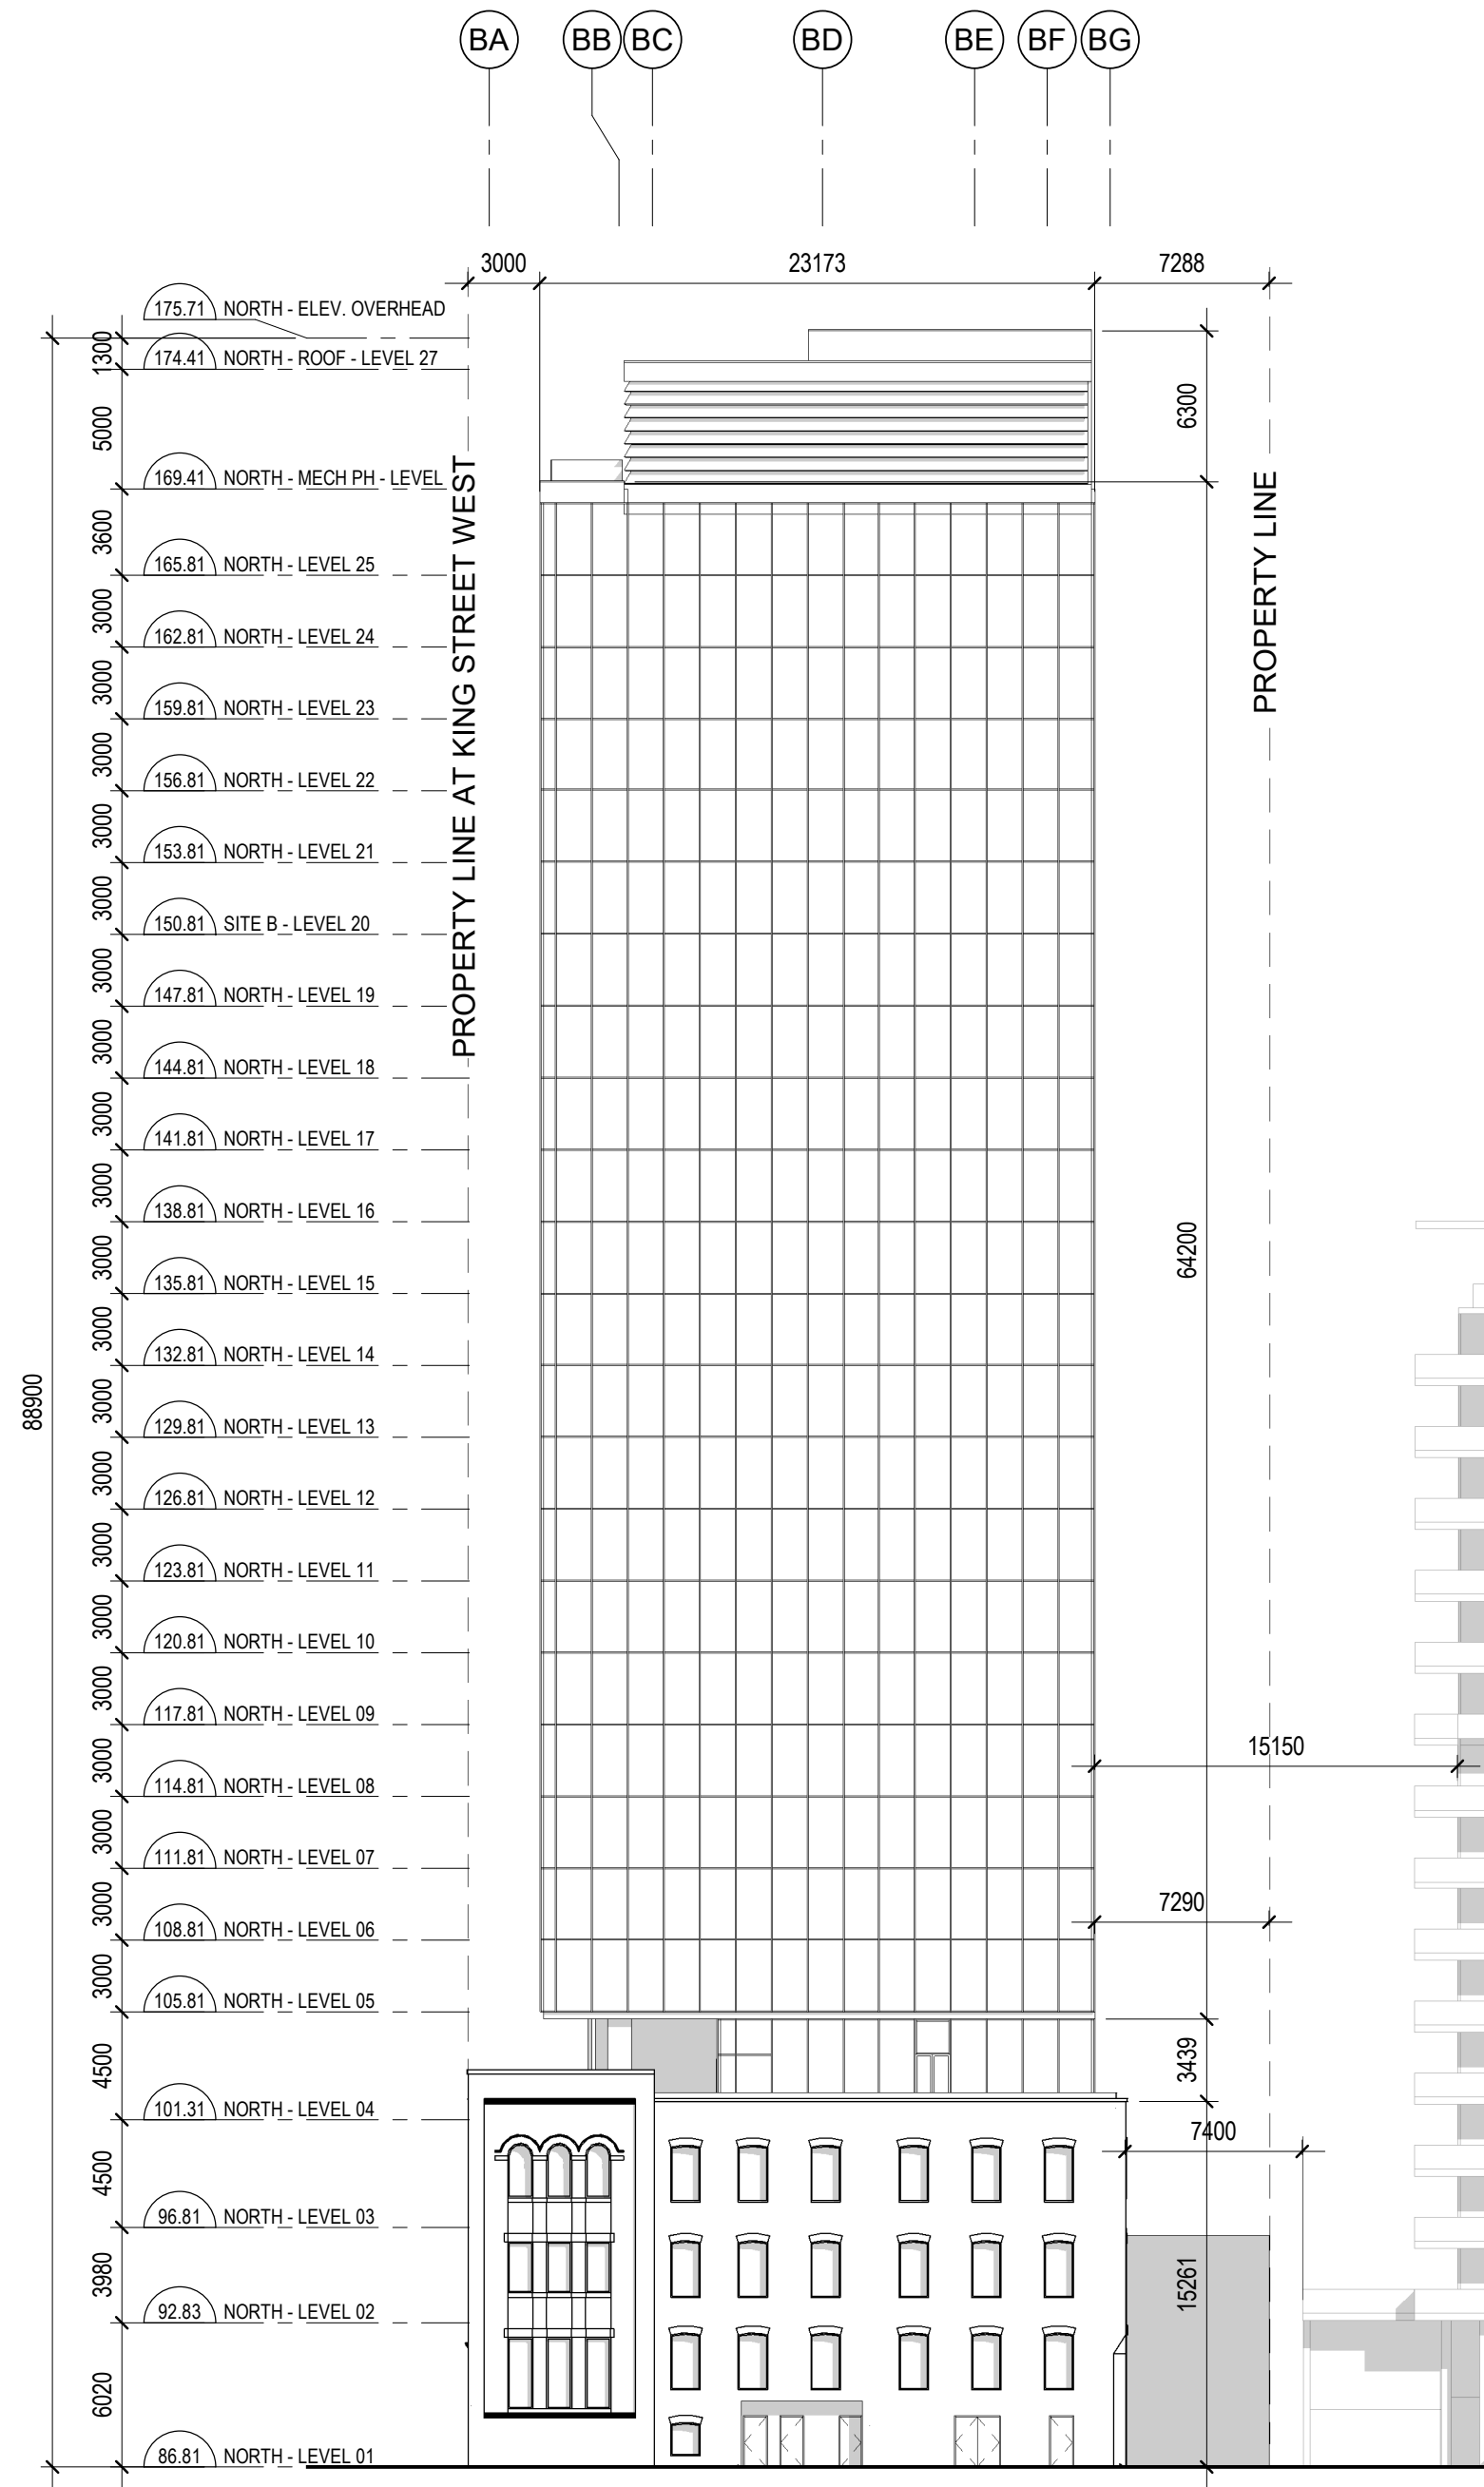 BA BB BC BD BE BF BG
3000 23173 7288
175.71 NORTH - ELEV. OVERHEAD
1300
174.41 NORTH - ROOF - LEVEL 27
5000
6300
169.41 NORTH - MECH PH - LEVEL
PROPERTY LINE AT KING STREET WEST
PROPERTY LINE
3600
165.81 NORTH - LEVEL 25
3000
162.81 NORTH - LEVEL 24
3000
159.81 NORTH - LEVEL 23
3000
156.81 NORTH - LEVEL 22
3000
153.81 NORTH - LEVEL 21
3000
150.81 SITE B - LEVEL 20
3000
147.81 NORTH - LEVEL 19
3000
144.81 NORTH - LEVEL 18
3000
141.81 NORTH - LEVEL 17
3000
138.81 NORTH - LEVEL 16
3000
64200
135.81 NORTH - LEVEL 15
3000
132.81 NORTH - LEVEL 14
88900
3000
129.81 NORTH - LEVEL 13
3000
126.81 NORTH - LEVEL 12
3000
123.81 NORTH - LEVEL 11
3000
120.81 NORTH - LEVEL 10
3000
117.81 NORTH - LEVEL 09
3000
15150
114.81 NORTH - LEVEL 08
3000
111.81 NORTH - LEVEL 07
3000
7290
108.81 NORTH - LEVEL 06
3000
105.81 NORTH - LEVEL 05
4500
3439
101.31 NORTH - LEVEL 04
7400
4500
96.81 NORTH - LEVEL 03
3980
15261
92.83 NORTH - LEVEL 02
6020
86.81 NORTH - LEVEL 01